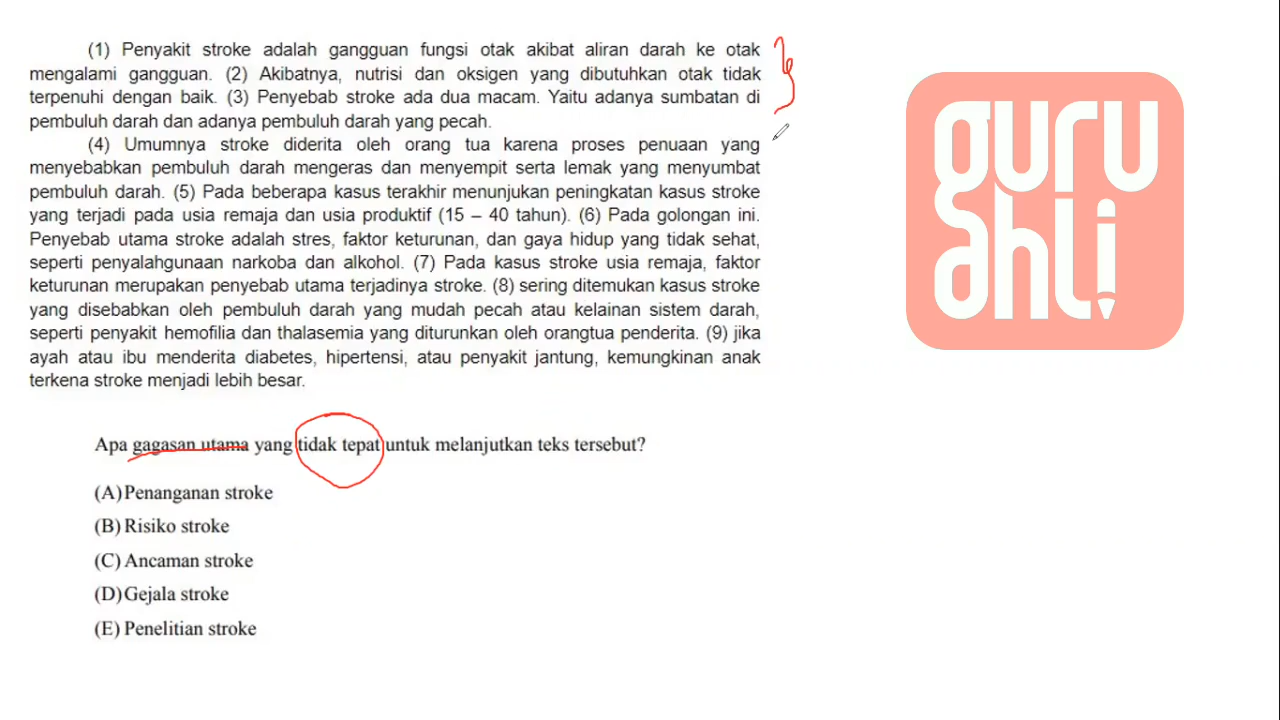 (1) Penyakit stroke adalah gangguan fungsi otak akibat aliran darah ke otak
mengalami gangguan. (2) Akibatnya, nutrisi dan oksigen yang dibutuhkan otak tidak
terpenuhi dengan baik. (3) Penyebab stroke ada dua macam. Yaitu adanya sumbatan di
pembuluh darah dan adanya pembuluh darah yang pecah.
(4) Umumnya stroke diderita oleh orang tua karena proses penuaan yang
menyebabkan pembuluh darah mengeras dan menyempit serta lemak yang menyumbat
pembuluh darah. (5) Pada beberapa kasus terakhir menunjukan peningkatan kasus stroke
yang terjadi pada usia remaja dan usia produktif (15 – 40 tahun). (6) Pada golongan ini.
Penyebab utama stroke adalah stres, faktor keturunan, dan gaya hidup yang tidak sehat,
seperti penyalahgunaan narkoba dan alkohol. (7) Pada kasus stroke usia remaja, faktor
keturunan merupakan penyebab utama terjadinya stroke. (8) sering ditemukan kasus stroke
yang disebabkan oleh pembuluh darah yang mudah pecah atau kelainan sistem darah,
seperti penyakit hemofilia dan thalasemia yang diturunkan oleh orangtua penderita. (9) jika
ayah atau ibu menderita diabetes, hipertensi, atau penyakit jantung, kemungkinan anak
terkena stroke menjadi lebih besar.
Apa gagasan utama yang tidak tepat untuk melanjutkan teks tersebut?
(A) Penanganan stroke
(B) Risiko stroke
(C) Ancaman stroke
(D) Gejala stroke
(E) Penelitian stroke
guru
ahli